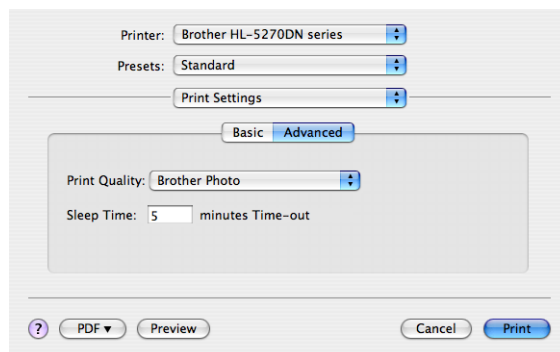 Printer: Brother HL-5270DN series
Presets: Standard
Print Settings
Basic Advanced
Print Quality: Brother Photo
Sleep Time: 5 minutes Time-out
? PDF ▼ Preview Cancel Print